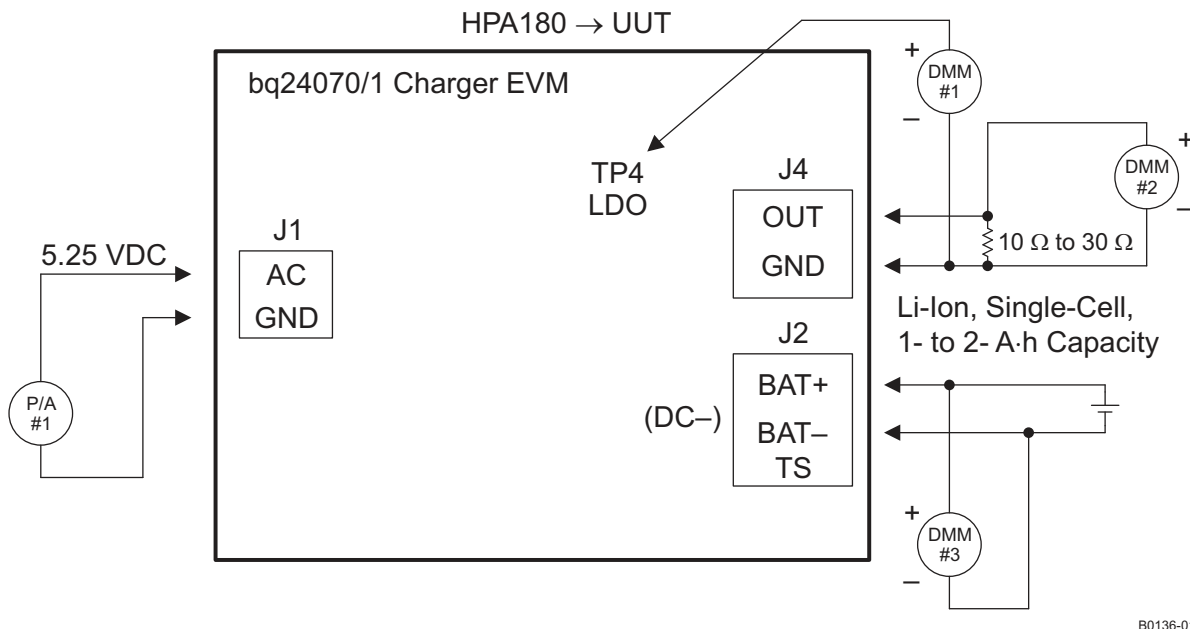 HPA180 → UUT
bq24070/1 Charger EVM
+
DMM
#1
–
+
DMM
#2
–
TP4
LDO
J4
OUT
GND
10 Ω to 30 Ω
J1
5.25 VDC
AC
GND
P/A
#1
Li-Ion, Single-Cell,
1- to 2- A·h Capacity
J2
BAT+
(DC–)
BAT–
TS
+
DMM
#3
–